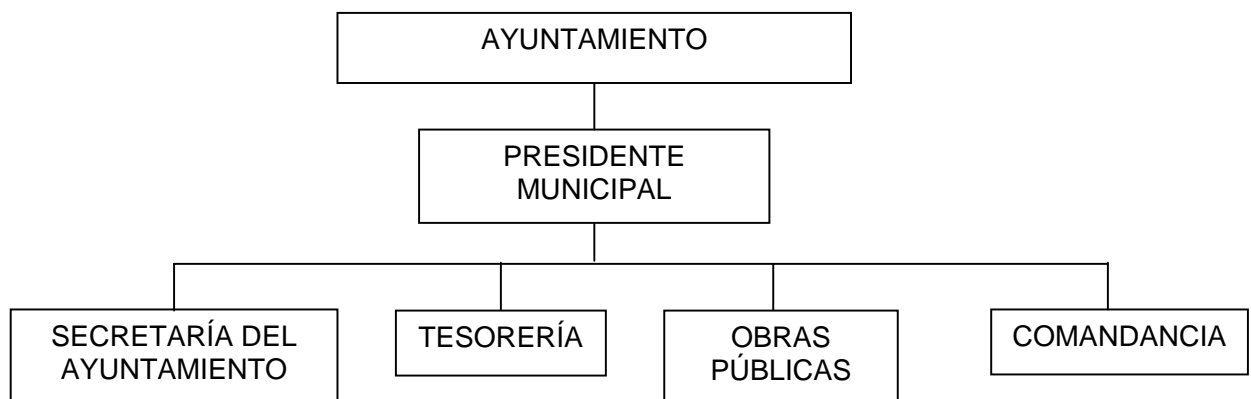 AYUNTAMIENTO
PRESIDENTE
MUNICIPAL
SECRETARÍA DEL
AYUNTAMIENTO
TESORERÍA
OBRAS
PÚBLICAS
COMANDANCIA